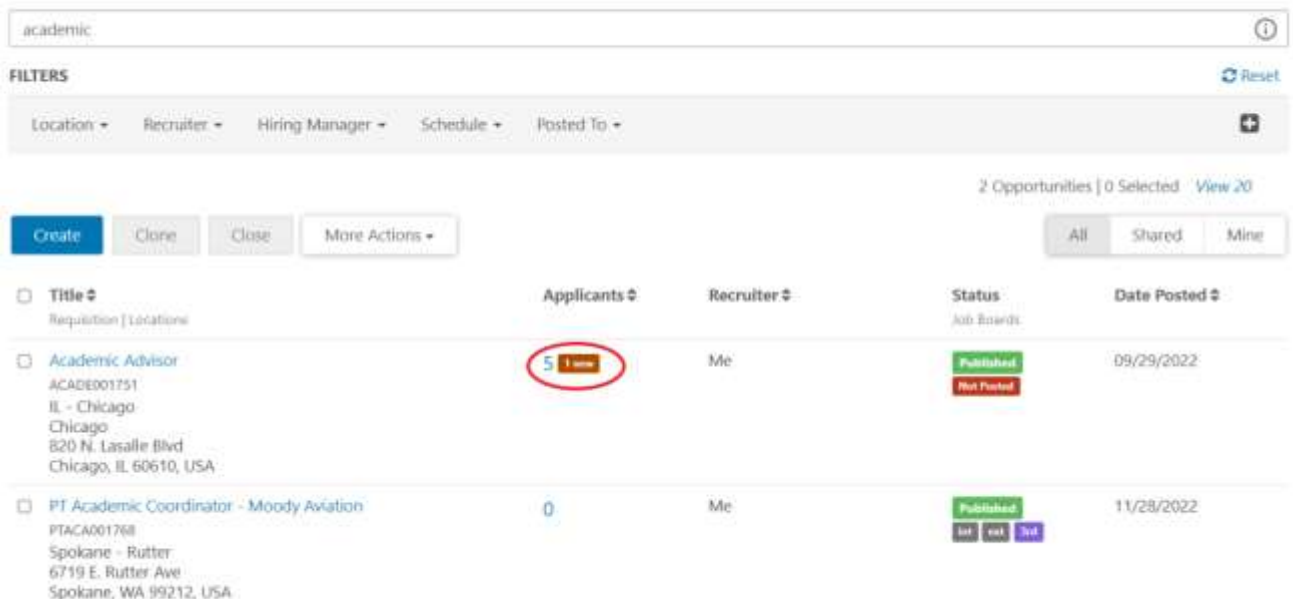 academic
FILTERS
Reset
Location Recruiter Hiring Manager Schedule Posted To
2 Opportunities | 0 Selected View 20
Create Clone Close More Actions All Shared Mine
Title Applicants Recruiter Status Date Posted
Requisition | Locations Job Boards
Academic Advisor 5 1 new Me Published 09/29/2022
ACADE001751 Not Posted
IL - Chicago
Chicago
820 N. Lasalle Blvd
Chicago, IL 60610, USA
PT Academic Coordinator - Moody Aviation 0 Me Published 11/28/2022
PTACA001768 int ext 3rd
Spokane - Rutter
6719 E. Rutter Ave
Spokane, WA 99212, USA